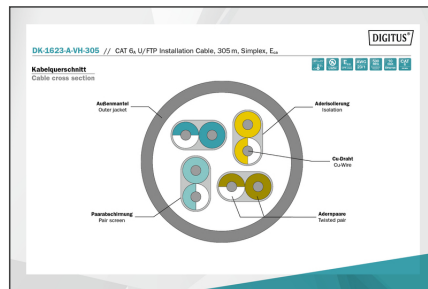 DIGITUS®
DK-1623-A-VH-305 // CAT 6A U/FTP Installation Cable, 305 m, Simplex, Eca
Kabelquerschnitt
Cable cross section
Außenmantel
Outer jacket
Aderisolierung
Isolation
Cu-Draht
Cu-Wire
Paarabschirmung
Pair screen
Adernpaare
Twisted pair